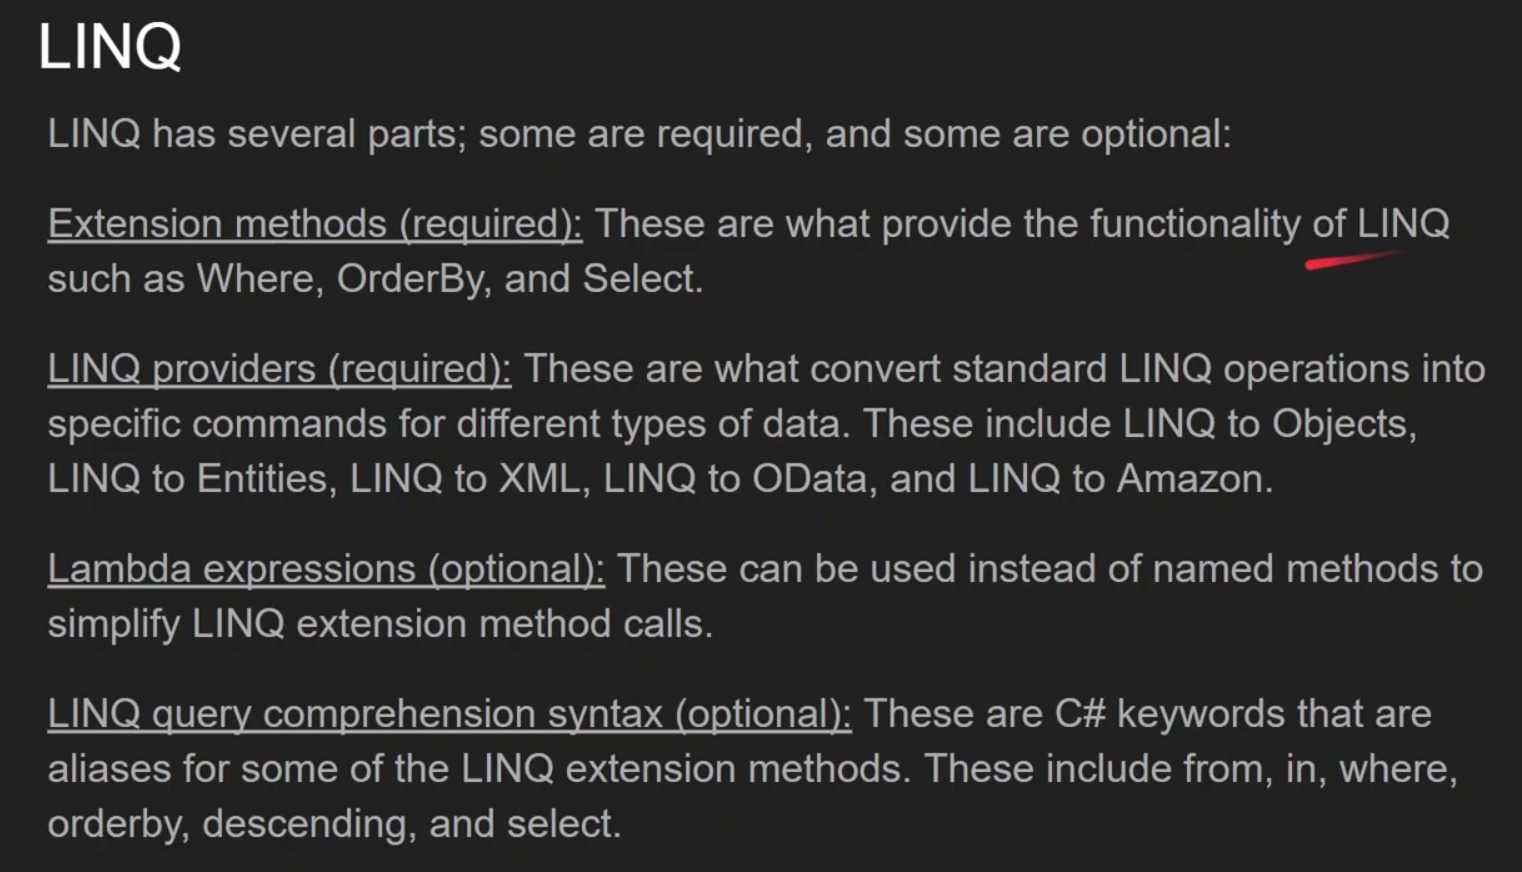 LINQ
LINQ has several parts; some are required, and some are optional:
Extension methods (required): These are what provide the functionality of LINQ
such as Where, OrderBy, and Select.
LINQ providers (required): These are what convert standard LINQ operations into
specific commands for different types of data. These include LINQ to Objects,
LINQ to Entities, LINQ to XML, LINQ to OData, and LINQ to Amazon.
Lambda expressions (optional): These can be used instead of named methods to
simplify LINQ extension method calls.
LINQ query comprehension syntax (optional): These are C# keywords that are
aliases for some of the LINQ extension methods. These include from, in, where,
orderby, descending, and select.